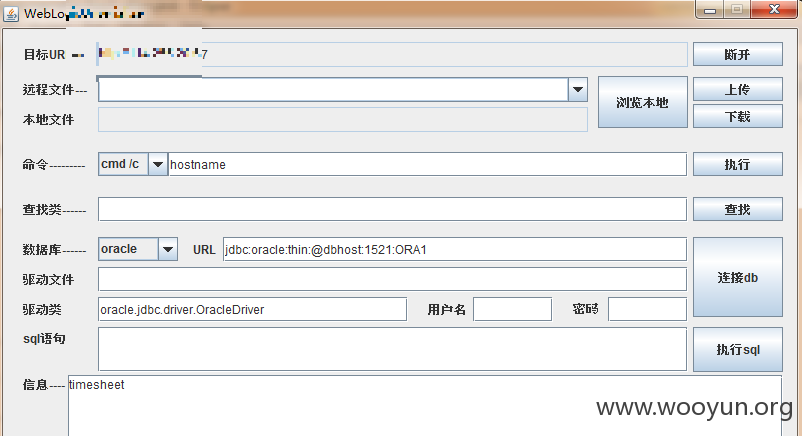 WebLo
目标UR 7 断开
远程文件--- 浏览本地 上传
本地文件 下载
命令--------- cmd /c hostname 执行
查找类------ 查找
数据库------ oracle URL jdbc:oracle:thin:@dbhost:1521:ORA1 连接db
驱动文件
驱动类 oracle.jdbc.driver.OracleDriver 用户名 密码
sql语句 执行sql
信息---- timesheet
www.wooyun.org